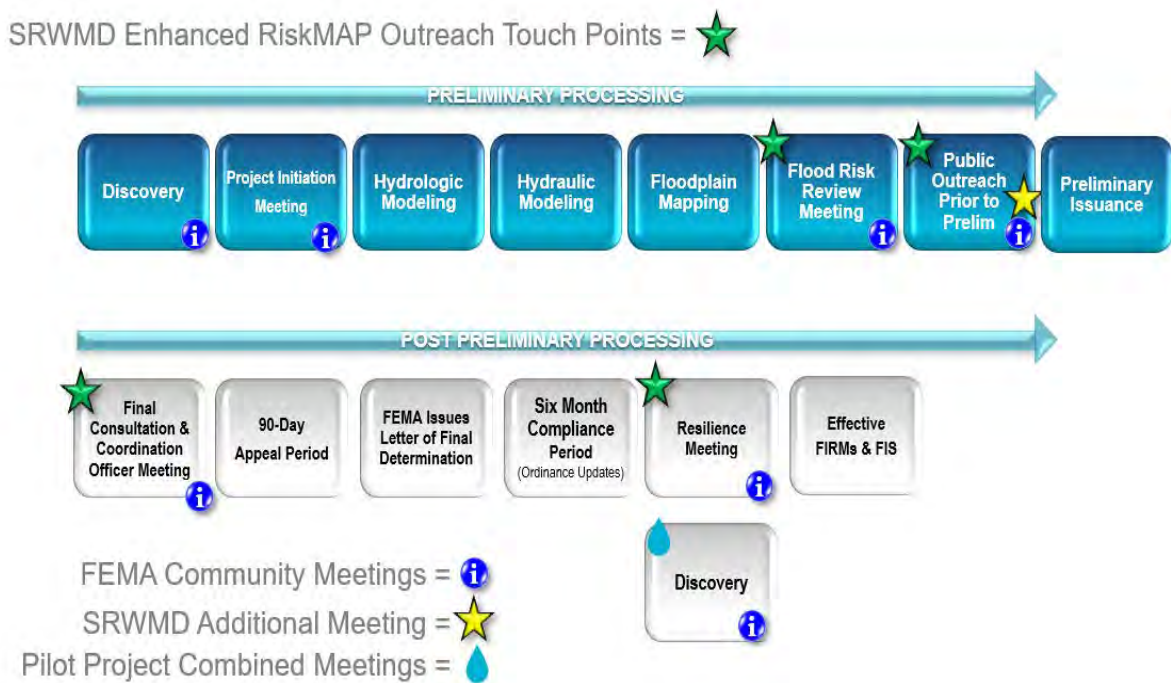 SRWMD Enhanced RiskMAP Outreach Touch Points =
PRELIMINARY PROCESSING
Discovery
Project Initiation
Meeting
Hydrologic
Modeling
Hydraulic
Modeling
Floodplain
Mapping
Flood Risk
Review
Meeting
Public
Outreach
Prior to
Prelim
Preliminary
Issuance
i
i
i
i
POST PRELIMINARY PROCESSING
Final
Consultation &
Coordination
Officer Meeting
90-Day
Appeal Period
FEMA Issues
Letter of Final
Determination
Six Month
Compliance
Period
(Ordinance Updates)
Resilience
Meeting
Effective
FIRMs & FIS
i
i
Discovery
i
FEMA Community Meetings = i
SRWMD Additional Meeting =
Pilot Project Combined Meetings =